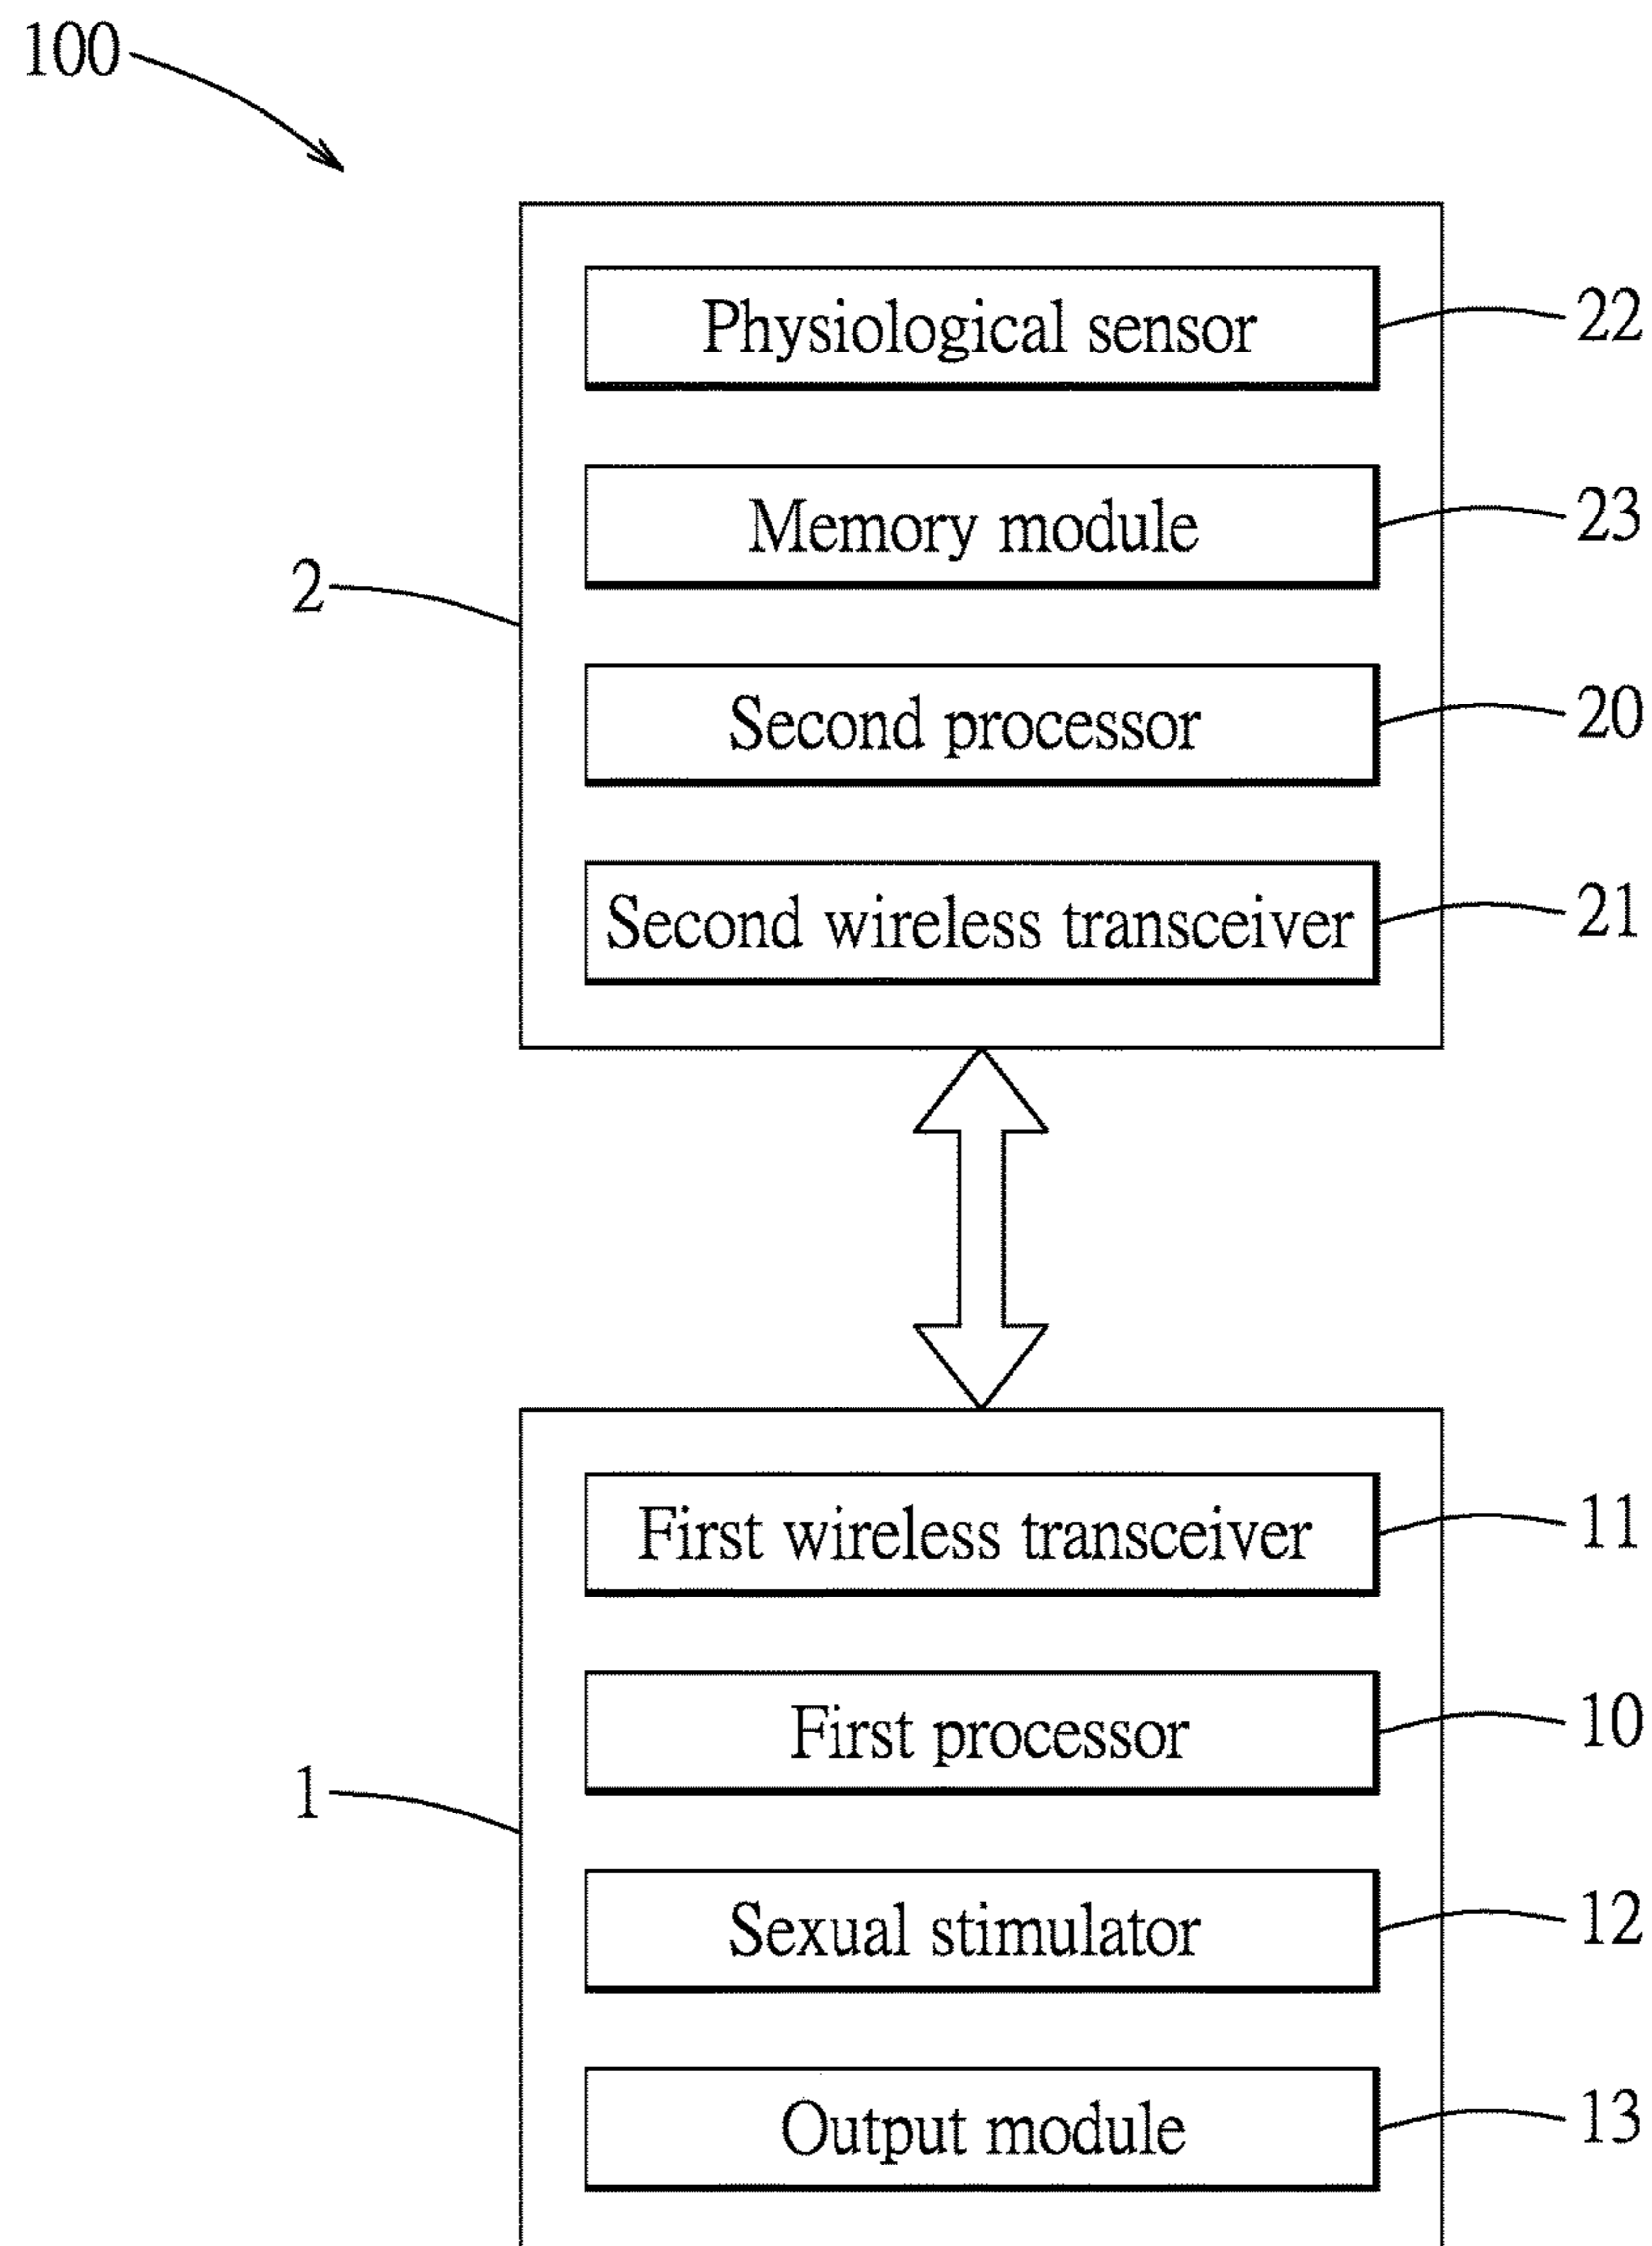 100
Physiological sensor
22
Memory module
23
2
Second processor
20
Second wireless transceiver
21
First wireless transceiver
11
First processor
10
1
Sexual stimulator
12
Output module
13